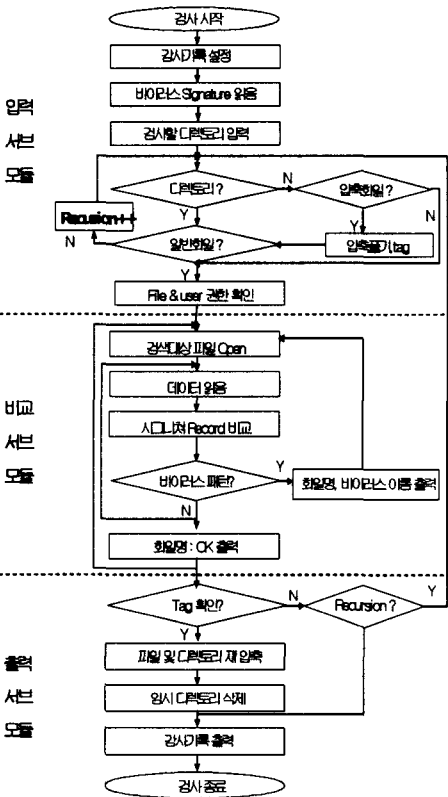 검사 시작
감사기록 설정
바이러스 Signature 읽음
검사할 디렉토리 입력
입력
서브
모듈
디렉토리 ?
N
압축화일 ?
N
Recusion++
Y
Y
N
일반화일 ?
압축풀기, tag
Y
File & user 권한 확인
검색대상 파일 Open
데이터 읽음
비교
서브
모듈
시그니쳐 Record 비교
바이러스 패턴?
Y
화일명, 바이러스 이름 출력
N
화일명 : OK 출력
Tag 확인?
N
Recursion ?
Y
Y
출력
서브
모듈
파일 및 디렉토리 재 압축
임시 디렉토리 삭제
감사기록 출력
검사 종료